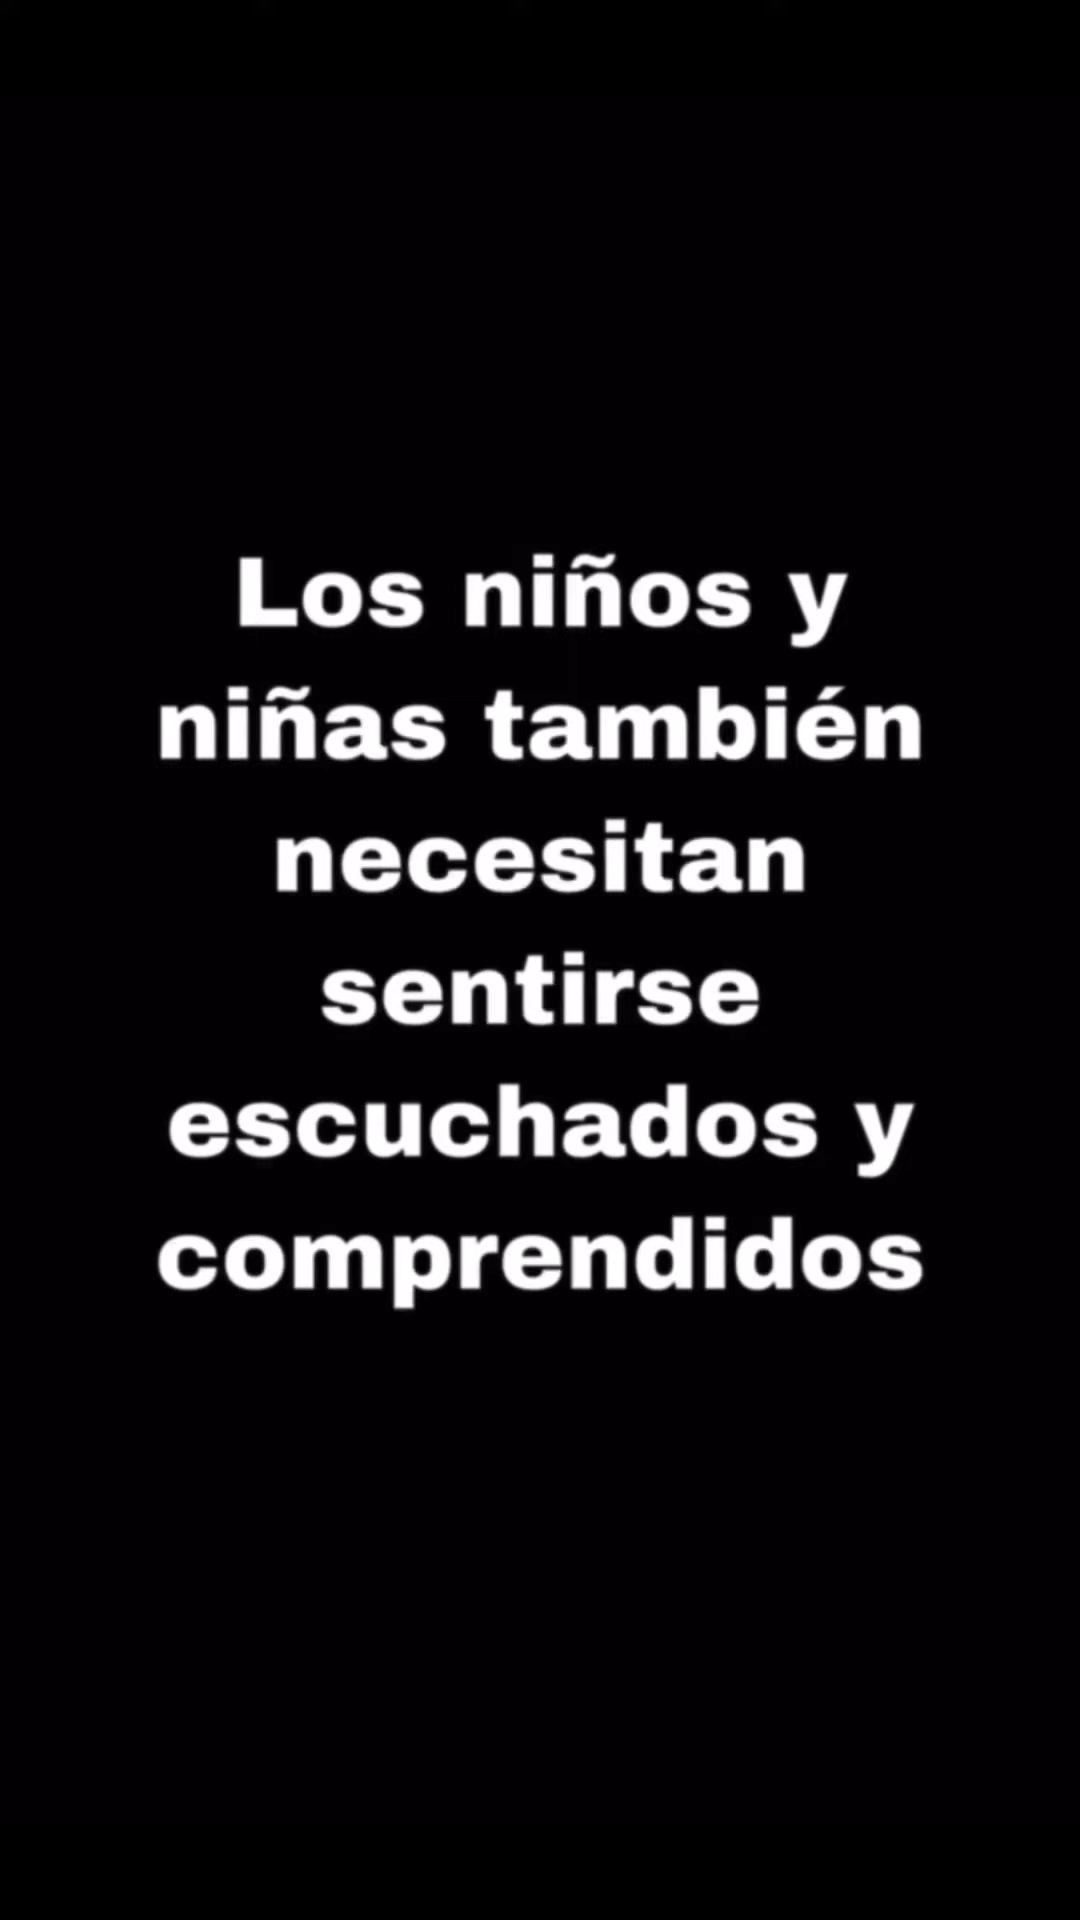 Los niños y
niñas también
necesitan
sentirse
escuchados y
comprendidos